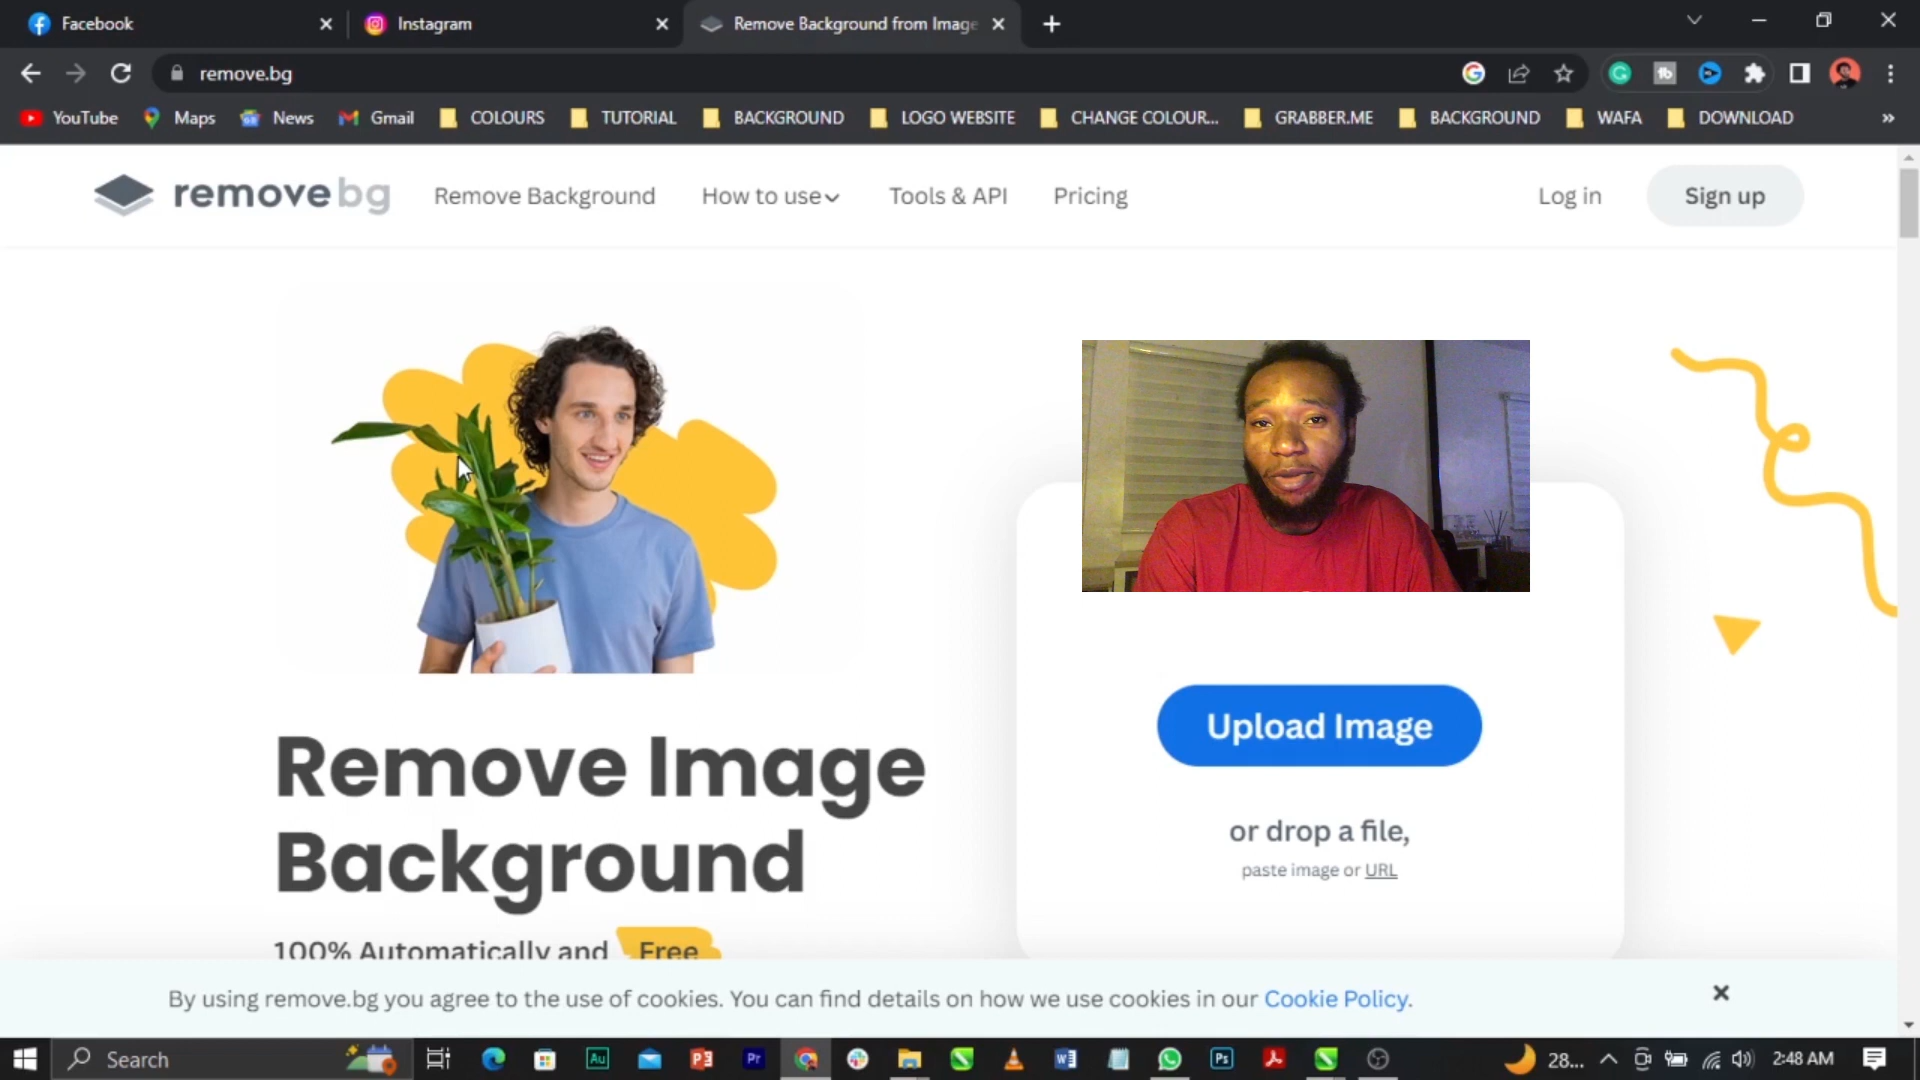 Facebook
Instagram
Remove Background from Image
remove.bg
YouTube Maps News Gmail COLOURS TUTORIAL BACKGROUND LOGO WEBSITE CHANGE COLOUR... GRABBER.ME BACKGROUND WAFA DOWNLOAD »
removebg Remove Background How to use Tools & API Pricing Log in Sign up
Remove Image
Background
100% Automatically and Free
Upload Image
or drop a file,
paste image or URL
By using remove.bg you agree to the use of cookies. You can find details on how we use cookies in our Cookie Policy.
Search
28...
2:48 AM